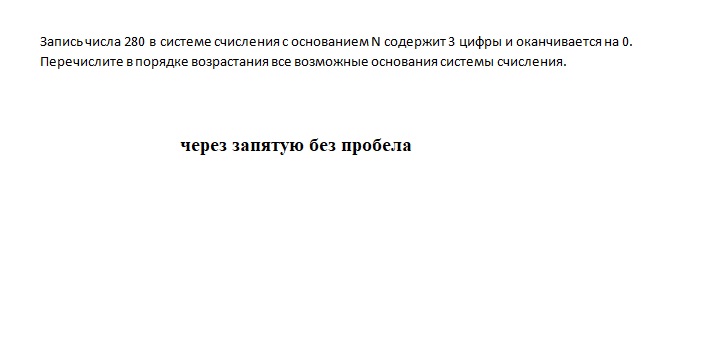 Запись числа 280 в системе счисления с основанием N содержит 3 цифры и оканчивается на 0.
Перечислите в порядке возрастания все возможные основания системы счисления.
через запятую без пробела